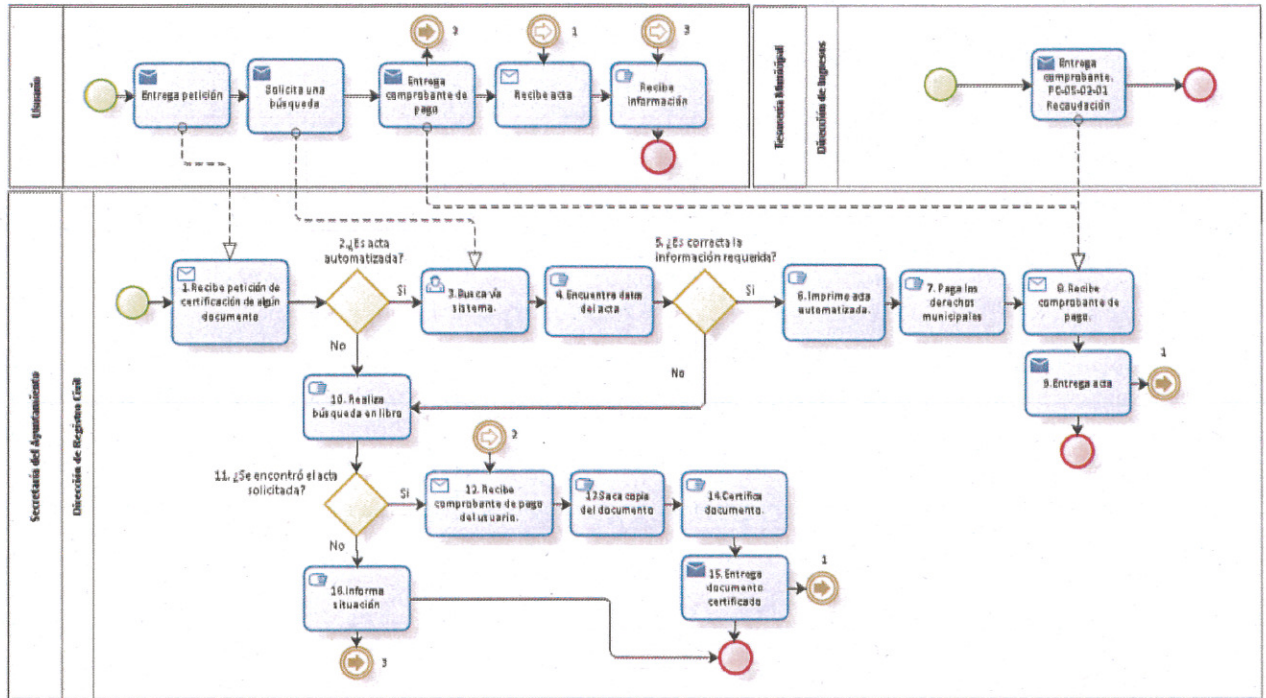 Usuario
Entrega petición
Solicita una
búsqueda
Entrega
comprobante de
pago
2
Recibe acta
1
Recibe
información
3
Tesorería Municipal
Dirección de Ingresos
Entrega
comprobante.
PC-05-02-01
Recaudación
Secretaría del Ayuntamiento
Dirección de Registro Civil
1.Recibe petición de
certificación de algún
documento
2.¿Es acta
automatizada?
Si
No
3. Busca vía
sistema.
4. Encuentra datos
del acta
5. ¿Es correcta la
información requerida?
Si
No
6. Imprime acta
automatizada.
7. Paga los
derechos
municipales
8. Recibe
comprobante de
pago.
9. Entrega acta
1
10. Realiza
búsqueda en libro
11. ¿Se encontró el acta
solicitada?
Si
No
2
12. Recibe
comprobante de pago
del usuario.
13 Saca copia
del documento
14. Certifica
documento.
15. Entrega
documento
certificado
1
16. Informa
situación
3